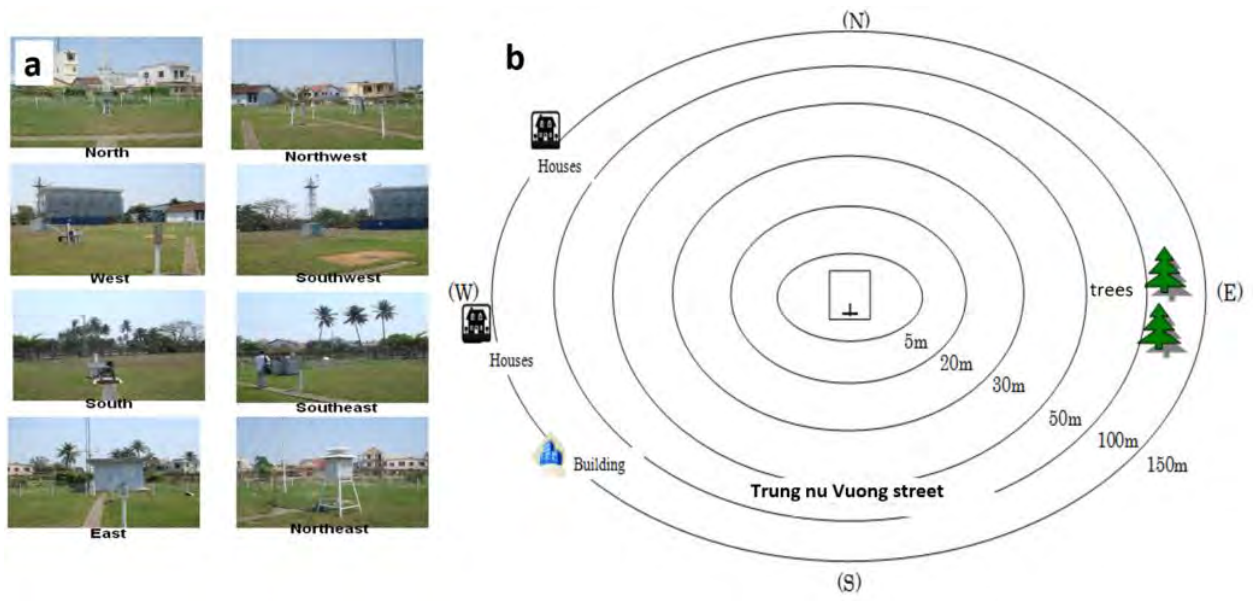 a
North
Northwest
West
Southwest
South
Southeast
East
Northeast
b
(N)
Houses
(W)
trees
(E)
Houses
5m
20m
30m
50m
100m
150m
Building
Trung nu Vuong street
(S)